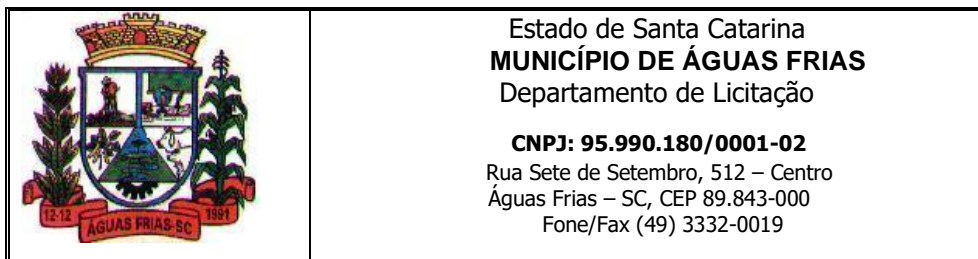 12-12
ÁGUAS FRIAS-SC
1991
Estado de Santa Catarina
MUNICÍPIO DE ÁGUAS FRIAS
Departamento de Licitação
CNPJ: 95.990.180/0001-02
Rua Sete de Setembro, 512 – Centro
Águas Frias – SC, CEP 89.843-000
Fone/Fax (49) 3332-0019